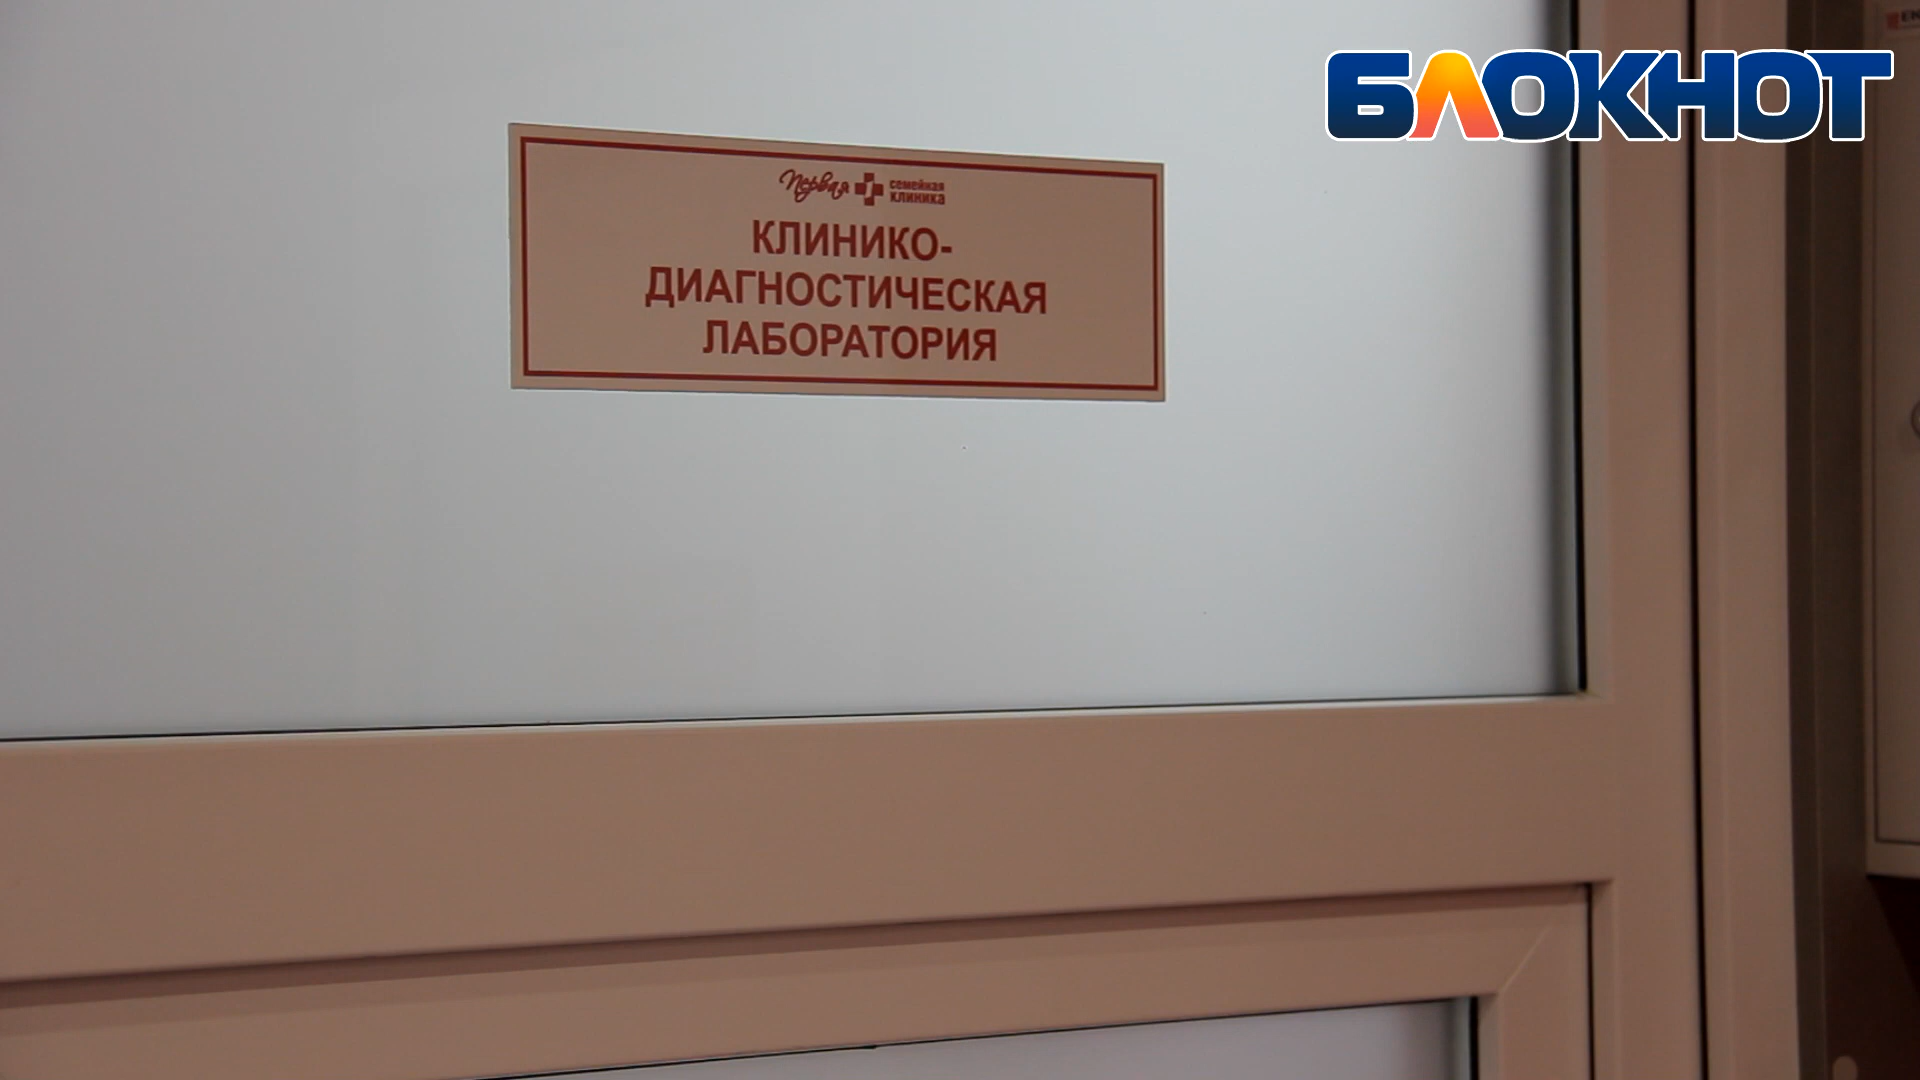 БЛОКНОТ
Первая семейная
клиника
КЛИНИКО-
ДИАГНОСТИЧЕСКАЯ
ЛАБОРАТОРИЯ